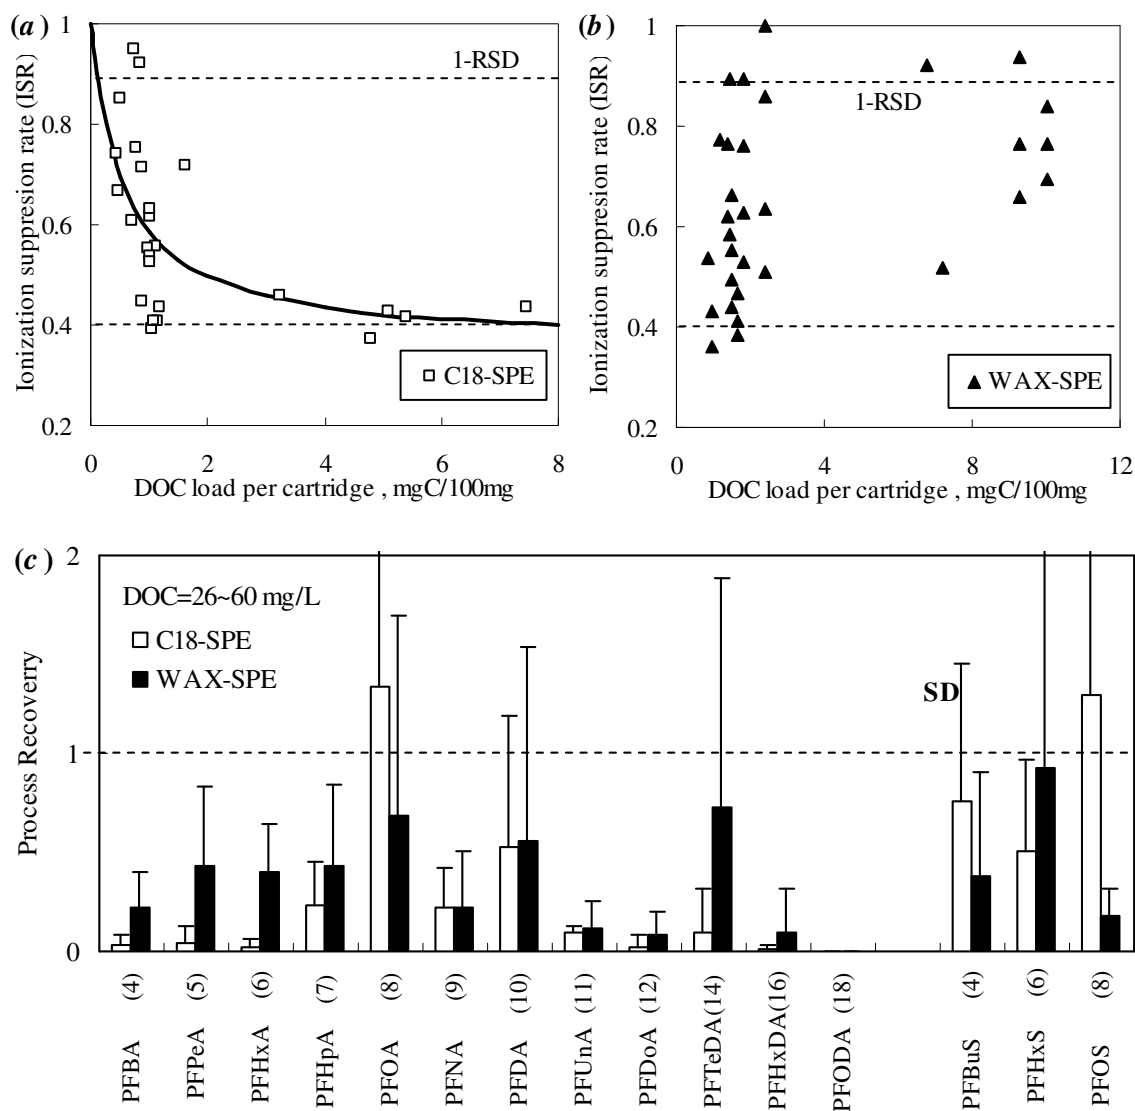 (a)
1
0.8
0.6
0.4
0.2
Ionization suppresion rate (ISR)
1-RSD
C18-SPE
0 2 4 6 8
DOC load per cartridge , mgC/100mg
(b)
1
0.8
0.6
0.4
0.2
Ionization suppresion rate (ISR)
1-RSD
WAX-SPE
0 4 8 12
DOC load per cartridge , mgC/100mg
(c)
2
1
0
Process Recoverry
DOC=26~60 mg/L
C18-SPE
WAX-SPE
SD
PFBA (4)
PFPeA (5)
PFHxA (6)
PFHpA (7)
PFOA (8)
PFNA (9)
PFDA (10)
PFUnA (11)
PFDoA (12)
PFTeDA(14)
PFHxDA(16)
PFODA (18)
PFBuS (4)
PFHxS (6)
PFOS (8)